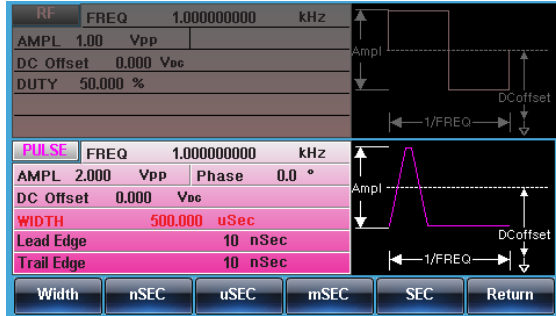 RF FREQ 1.000000000 kHz
AMPL 1.00 Vpp
DC Offset 0.000 VDC
DUTY 50.000 %
Ampl
DCoffset
1/FREQ
PULSE FREQ 1.000000000 kHz
AMPL 2.000 Vpp Phase 0.0 °
DC Offset 0.000 VDC
WIDTH 500.000 uSec
Lead Edge 10 nSec
Trail Edge 10 nSec
Ampl
DCoffset
1/FREQ
Width nSEC uSEC mSEC SEC Return